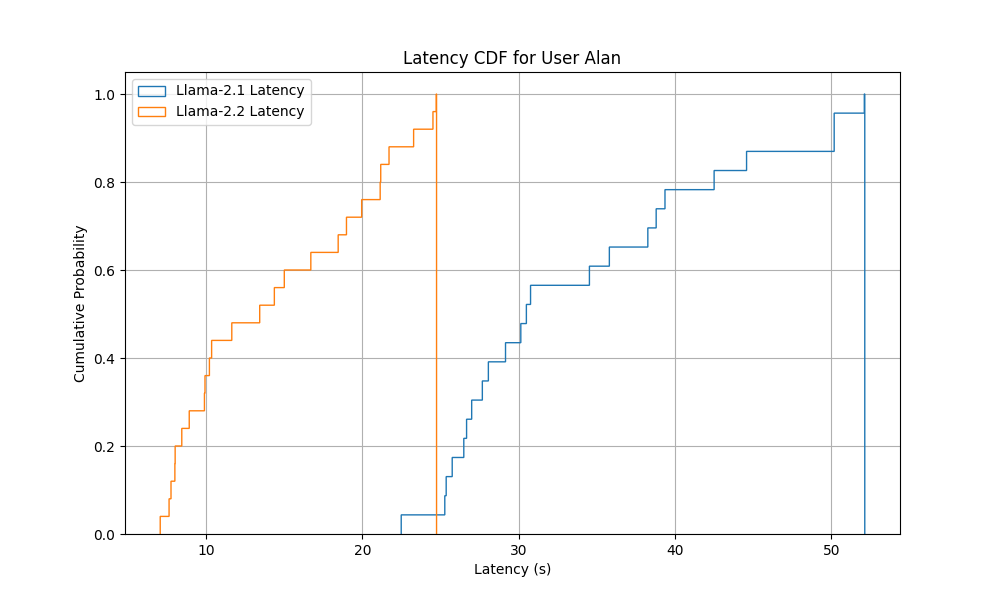 Latency CDF for User Alan
Llama-2.1 Latency
Llama-2.2 Latency
Cumulative Probability
1.0
0.8
0.6
0.4
0.2
0.0
10 20 30 40 50
Latency (s)